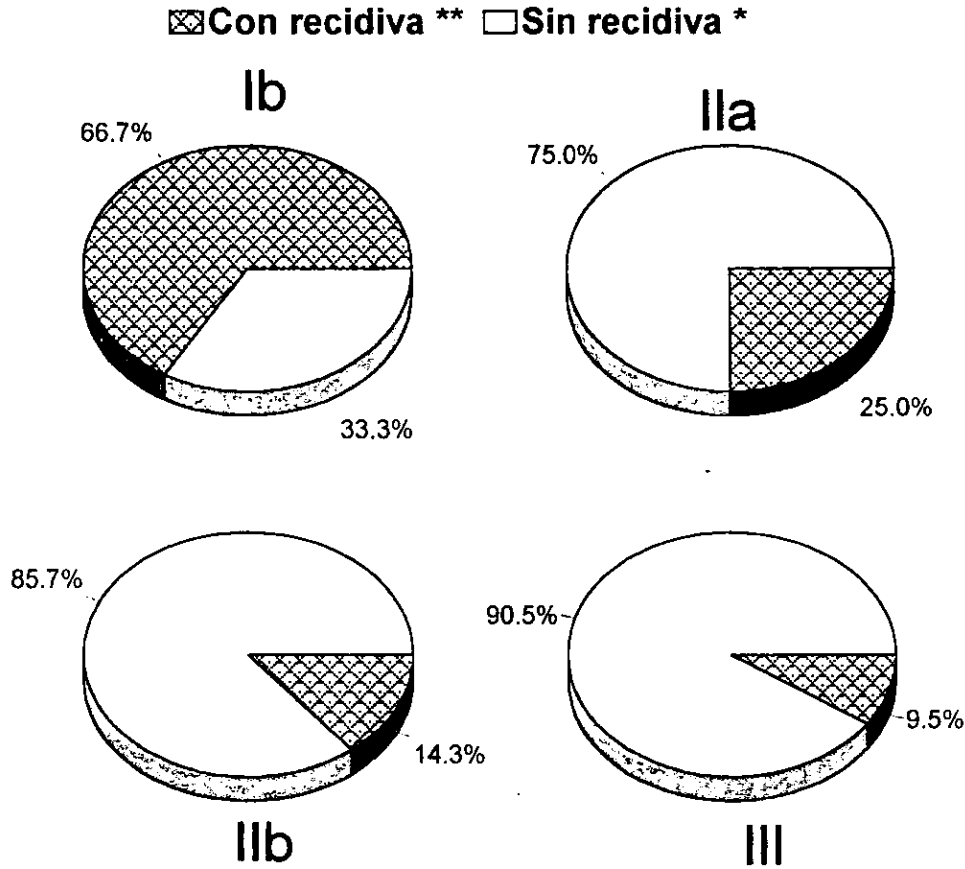 Con recidiva ** Sin recidiva *
Ib
66.7%
33.3%
IIa
75.0%
25.0%
85.7%
14.3%
IIb
90.5%
9.5%
III